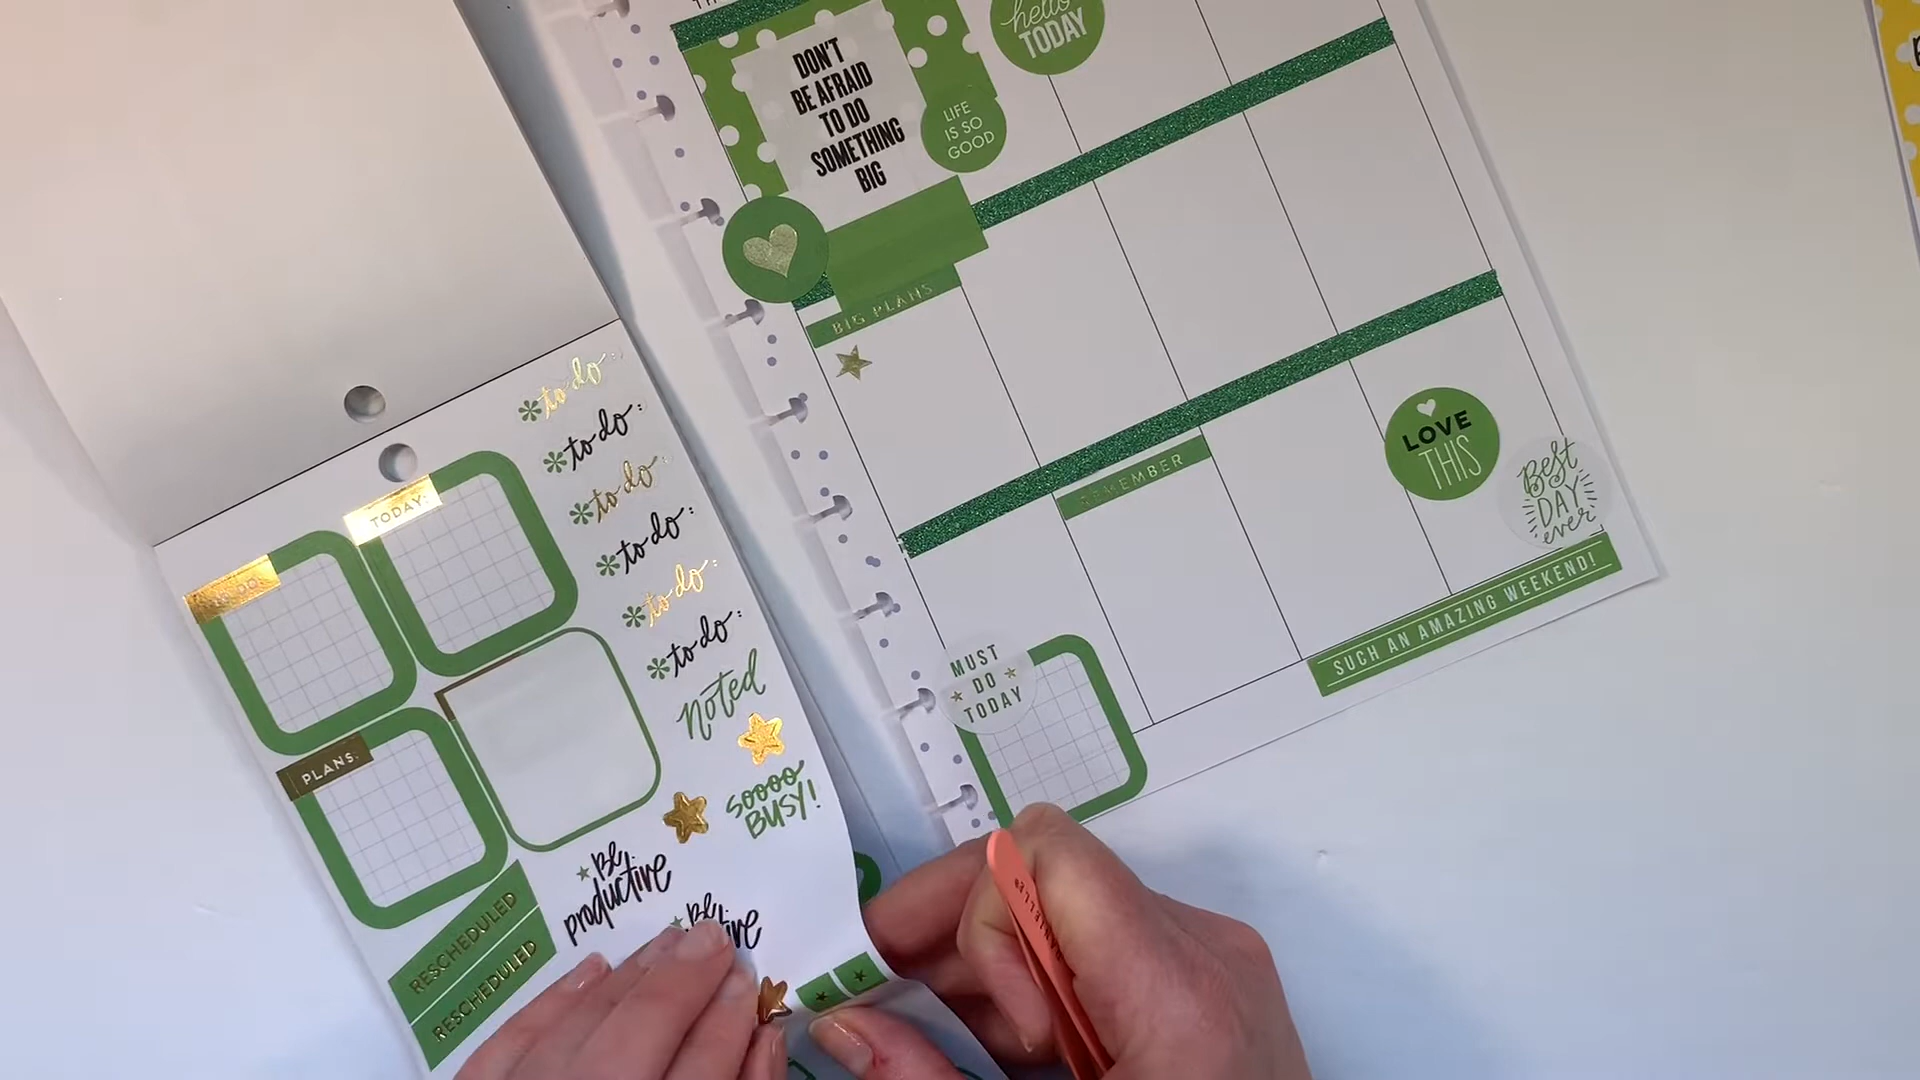 hello
TODAY
DON'T
BE AFRAID
TO DO
SOMETHING
BIG
LIFE
IS SO
GOOD
BIG PLANS
REMEMBER
LOVE
THIS
BEST
DAY
ever
SUCH AN AMAZING WEEKEND!
MUST
DO
TODAY
*to do:
*to do:
*to do:
*to do:
*to do:
*to do:
TODAY:
PLANS:
noted
soooo
BUSY!
Be
productive
Be
RESCHEDULED
RESCHEDULED